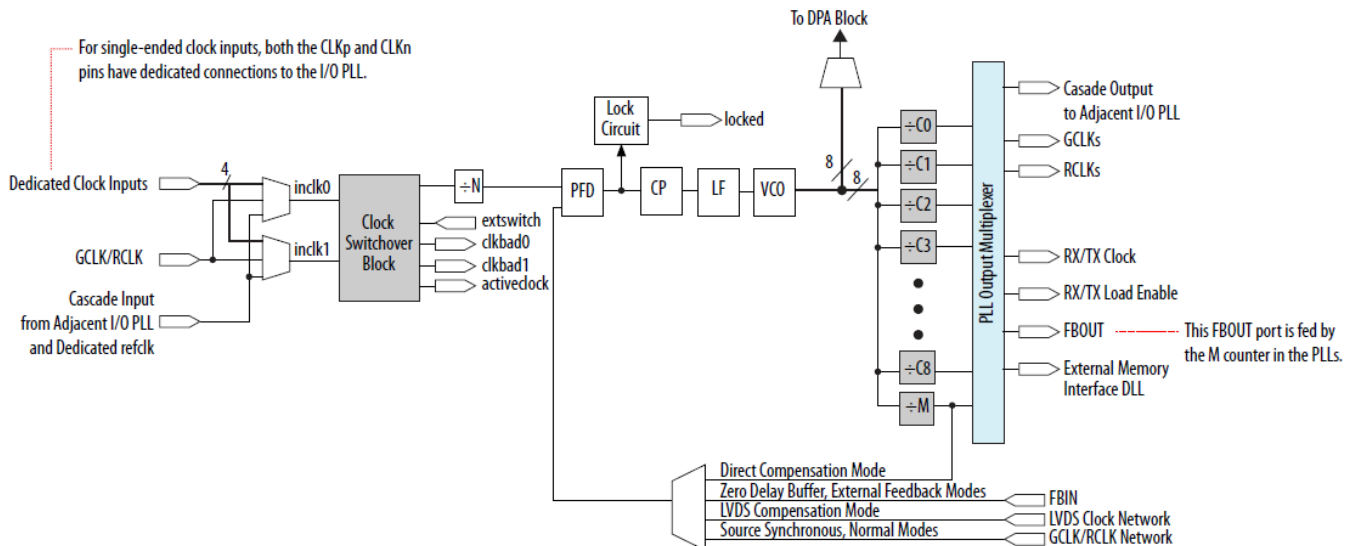 To DPA Block
For single-ended clock inputs, both the CLKp and CLKn
pins have dedicated connections to the I/O PLL.
Lock
Circuit
locked
Casade Output
to Adjacent I/O PLL
GCLKs
RCLKs
÷C0
÷C1
÷C2
÷C3
÷C8
÷M
8
8
4
Dedicated Clock Inputs
inclk0
÷N
PFD
CP
LF
VCO
Clock
Switchover
Block
extswitch
clkbad0
clkbad1
activeclock
GCLK/RCLK
inclk1
Cascade Input
from Adjacent I/O PLL
and Dedicated refclk
PLL Output Multiplexer
RX/TX Clock
RX/TX Load Enable
FBOUT
This FBOUT port is fed by
the M counter in the PLLs.
External Memory
Interface DLL
Direct Compensation Mode
Zero Delay Buffer, External Feedback Modes
FBIN
LVDS Compensation Mode
LVDS Clock Network
Source Synchronous, Normal Modes
GCLK/RCLK Network